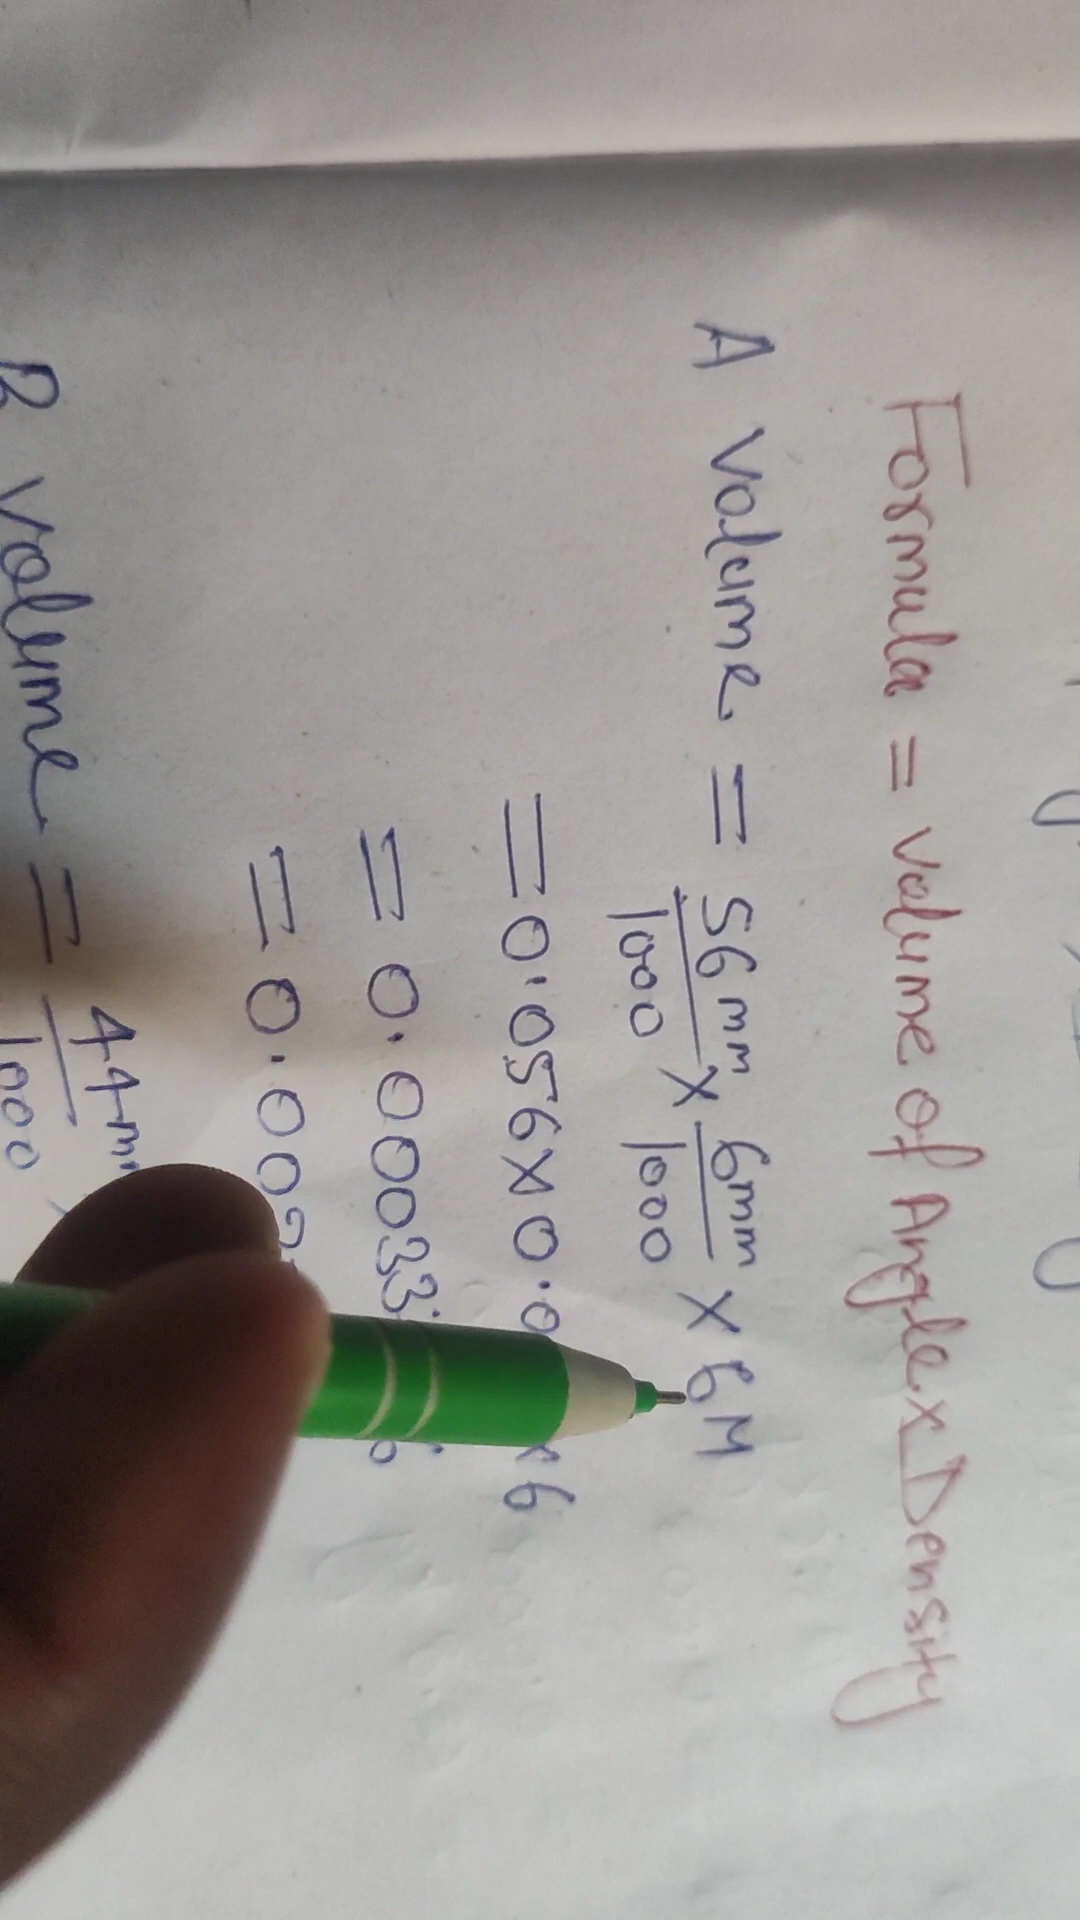 Formula = Volume of Angle x Density
A Volume = 56mm/1000 x 6mm/1000 x 6M
= 0.056 x 0.0 x 6
= 0.00033
= 0.00
B Volume = 44m /1000